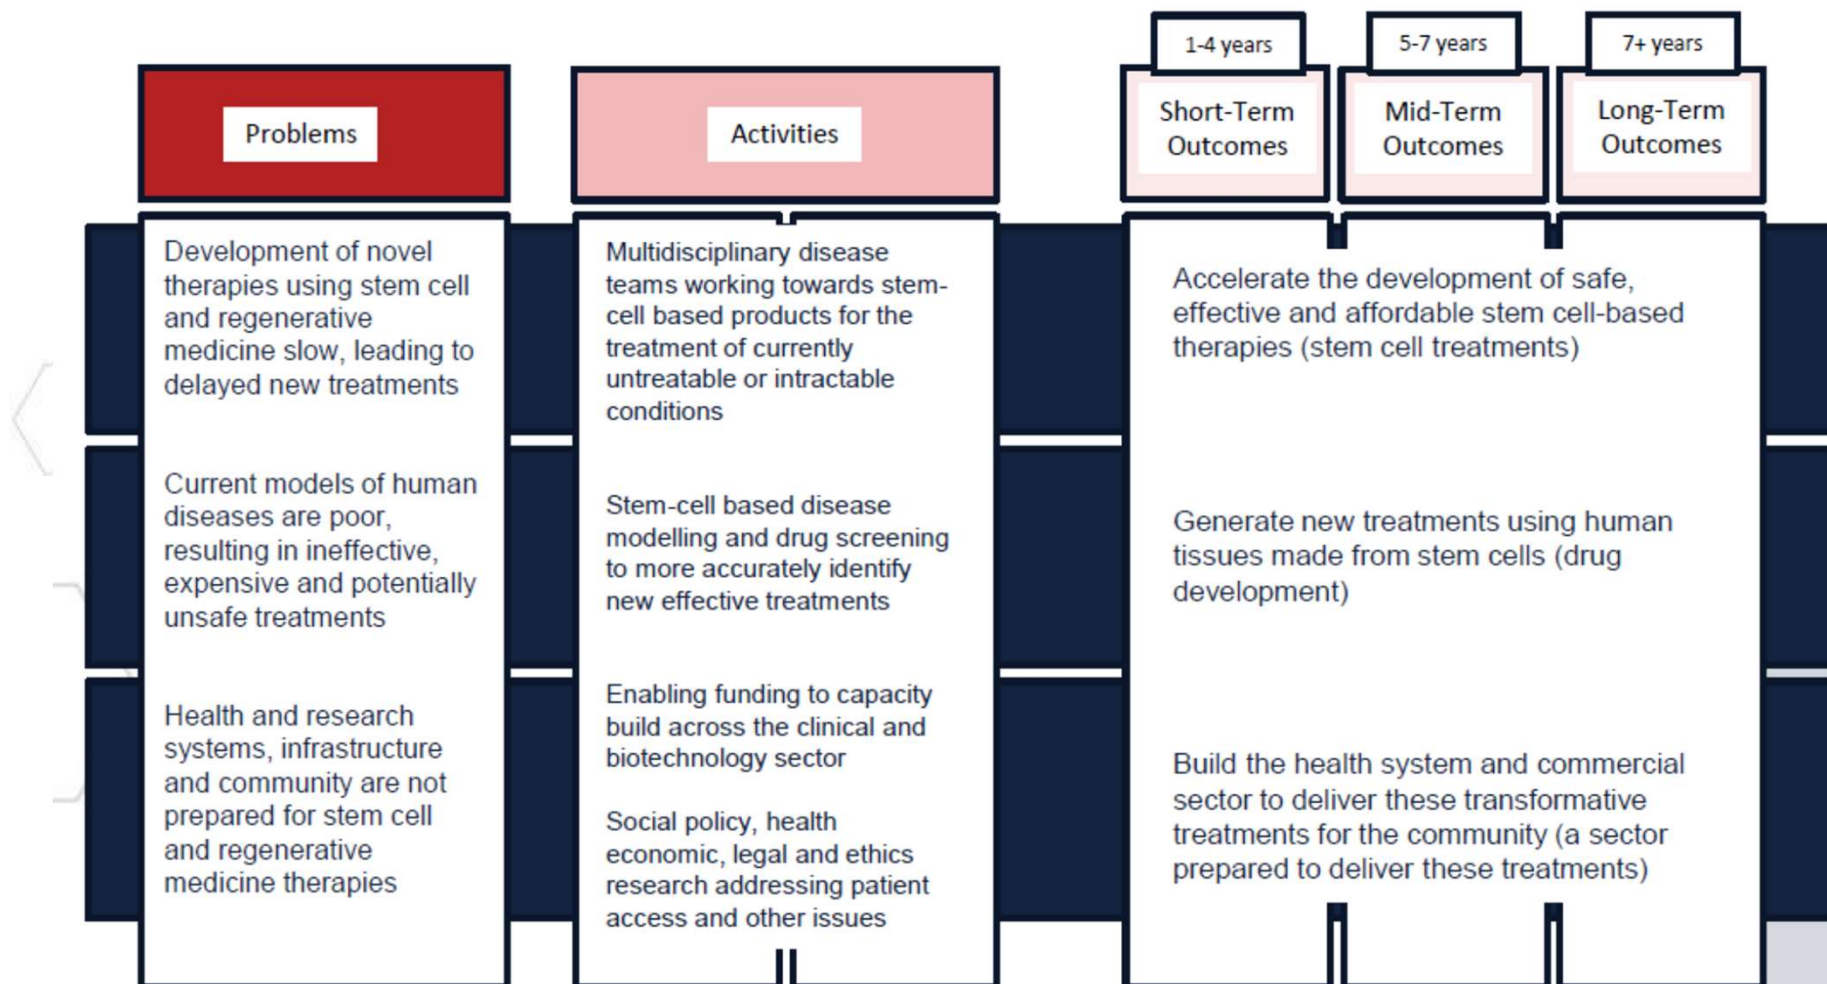 Problems
Activities
1-4 years
Short-Term
Outcomes
5-7 years
Mid-Term
Outcomes
7+ years
Long-Term
Outcomes
Development of novel
therapies using stem cell
and regenerative
medicine slow, leading to
delayed new treatments
Current models of human
diseases are poor,
resulting in ineffective,
expensive and potentially
unsafe treatments
Health and research
systems, infrastructure
and community are not
prepared for stem cell
and regenerative
medicine therapies
Multidisciplinary disease
teams working towards stem-
cell based products for the
treatment of currently
untreatable or intractable
conditions
Stem-cell based disease
modelling and drug screening
to more accurately identify
new effective treatments
Enabling funding to capacity
build across the clinical and
biotechnology sector
Social policy, health
economic, legal and ethics
research addressing patient
access and other issues
Accelerate the development of safe,
effective and affordable stem cell-based
therapies (stem cell treatments)
Generate new treatments using human
tissues made from stem cells (drug
development)
Build the health system and commercial
sector to deliver these transformative
treatments for the community (a sector
prepared to deliver these treatments)